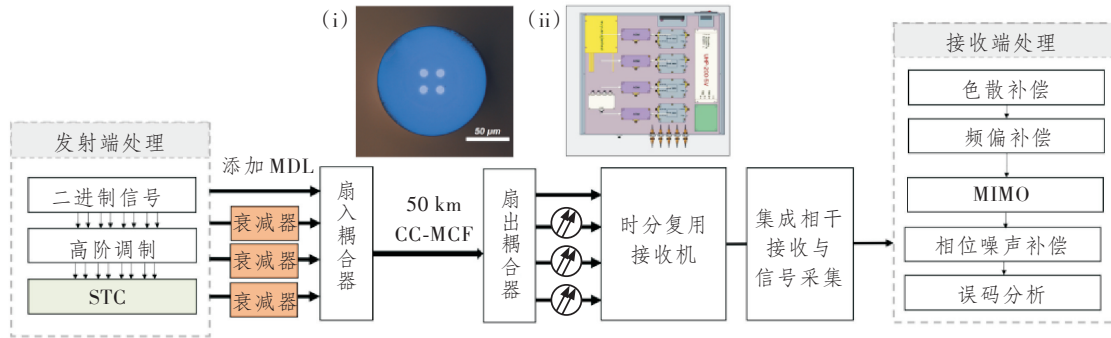 (i)
(ii)
50 μm
UHP-200-5V
发射端处理
二进制信号
高阶调制
STC
添加 MDL
衰减器
衰减器
衰减器
扇入耦合器
50 km
CC-MCF
扇出耦合器
时分复用
接收机
集成相干
接收与
信号采集
接收端处理
色散补偿
频偏补偿
MIMO
相位噪声补偿
误码分析